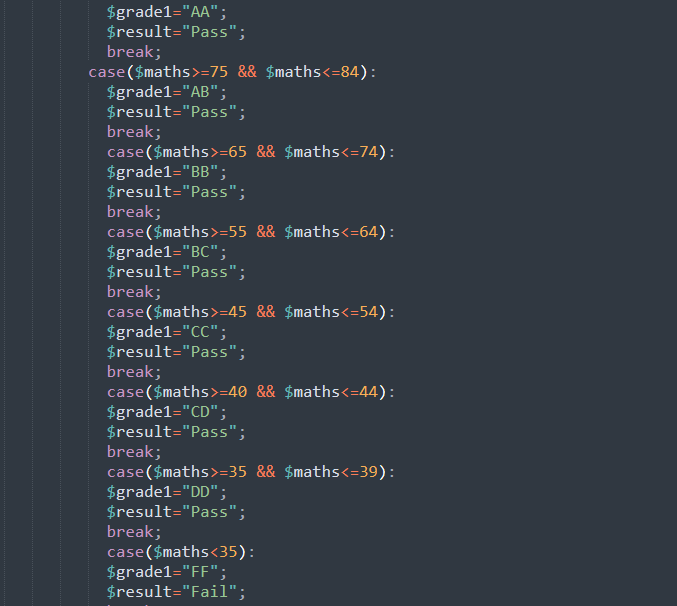 $grade1="AA";
$result="Pass";
break;
case($maths>=75 && $maths<=84):
$grade1="AB";
$result="Pass";
break;
case($maths>=65 && $maths<=74):
$grade1="BB";
$result="Pass";
break;
case($maths>=55 && $maths<=64):
$grade1="BC";
$result="Pass";
break;
case($maths>=45 && $maths<=54):
$grade1="CC";
$result="Pass";
break;
case($maths>=40 && $maths<=44):
$grade1="CD";
$result="Pass";
break;
case($maths>=35 && $maths<=39):
$grade1="DD";
$result="Pass";
break;
case($maths<35):
$grade1="FF";
$result="Fail";